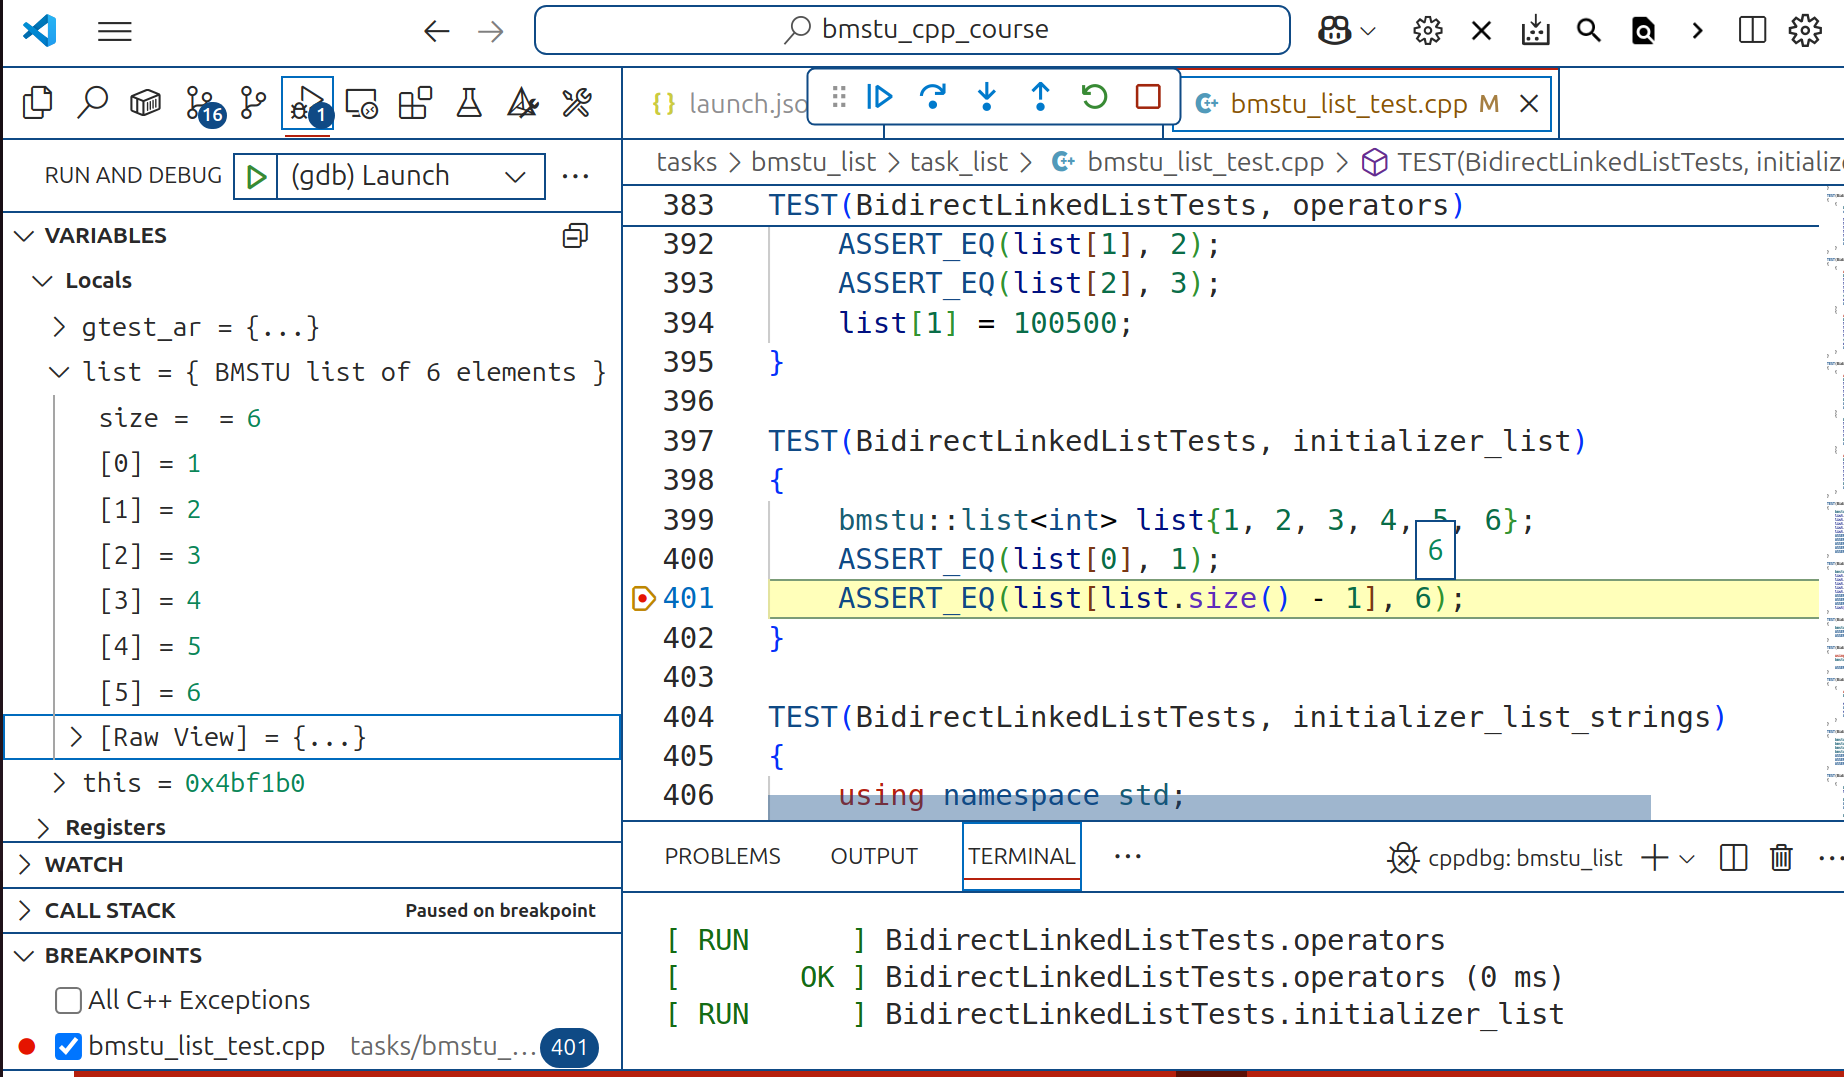 bmstu_cpp_course
16
1
launch.jso
bmstu_list_test.cpp M
RUN AND DEBUG
(gdb) Launch
tasks > bmstu_list > task_list > bmstu_list_test.cpp > TEST(BidirectLinkedListTests, initialize
VARIABLES
Locals
gtest_ar = {...}
list = { BMSTU list of 6 elements }
size =  = 6
[0] = 1
[1] = 2
[2] = 3
[3] = 4
[4] = 5
[5] = 6
[Raw View] = {...}
this = 0x4bf1b0
Registers
WATCH
CALL STACK
Paused on breakpoint
BREAKPOINTS
All C++ Exceptions
bmstu_list_test.cpp tasks/bmstu_... 401
383 TEST(BidirectLinkedListTests, operators)
392 ASSERT_EQ(list[1], 2);
393 ASSERT_EQ(list[2], 3);
394 list[1] = 100500;
395 }
396
397 TEST(BidirectLinkedListTests, initializer_list)
398 {
399 bmstu::list<int> list{1, 2, 3, 4, 5, 6};
6
400 ASSERT_EQ(list[0], 1);
401 ASSERT_EQ(list[list.size() - 1], 6);
402 }
403
404 TEST(BidirectLinkedListTests, initializer_list_strings)
405 {
406 using namespace std;
PROBLEMS
OUTPUT
TERMINAL
cppdbg: bmstu_list
[ RUN      ] BidirectLinkedListTests.operators
[       OK ] BidirectLinkedListTests.operators (0 ms)
[ RUN      ] BidirectLinkedListTests.initializer_list